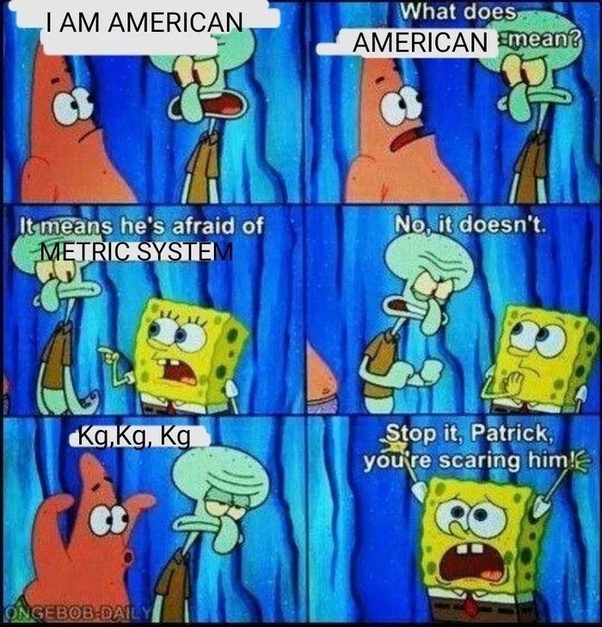 I AM AMERICAN
What does
AMERICAN mean?
It means he's afraid of
METRIC SYSTEM
No, it doesn't.
Kg,Kg, Kg
Stop it, Patrick,
you're scaring him!
ONGEBOB-DAILY